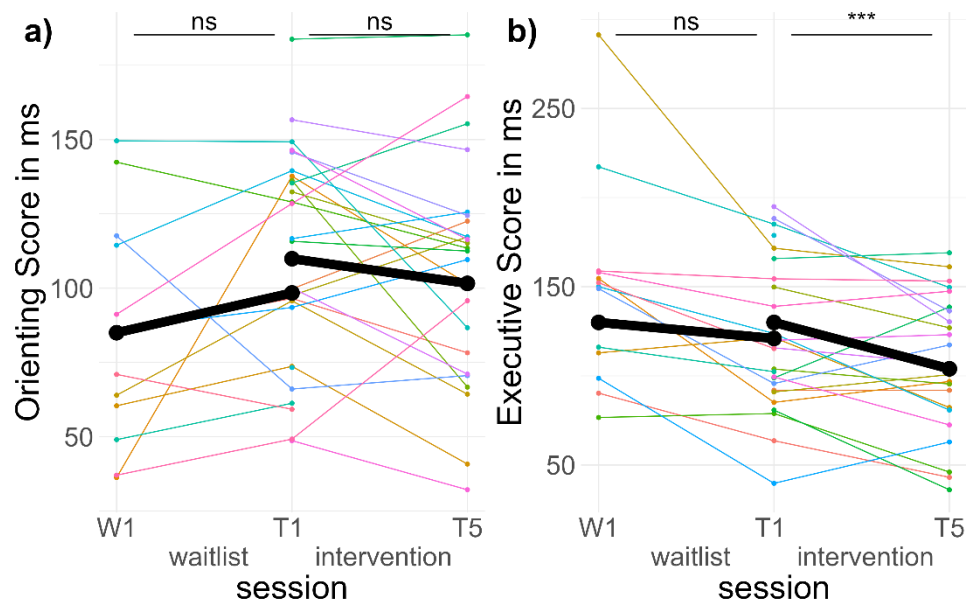 a)
ns
ns
Orienting Score in ms
150
100
50
W1
T1
T5
waitlist
intervention
session
b)
ns
***
Executive Score in ms
250
150
50
W1
T1
T5
waitlist
intervention
session